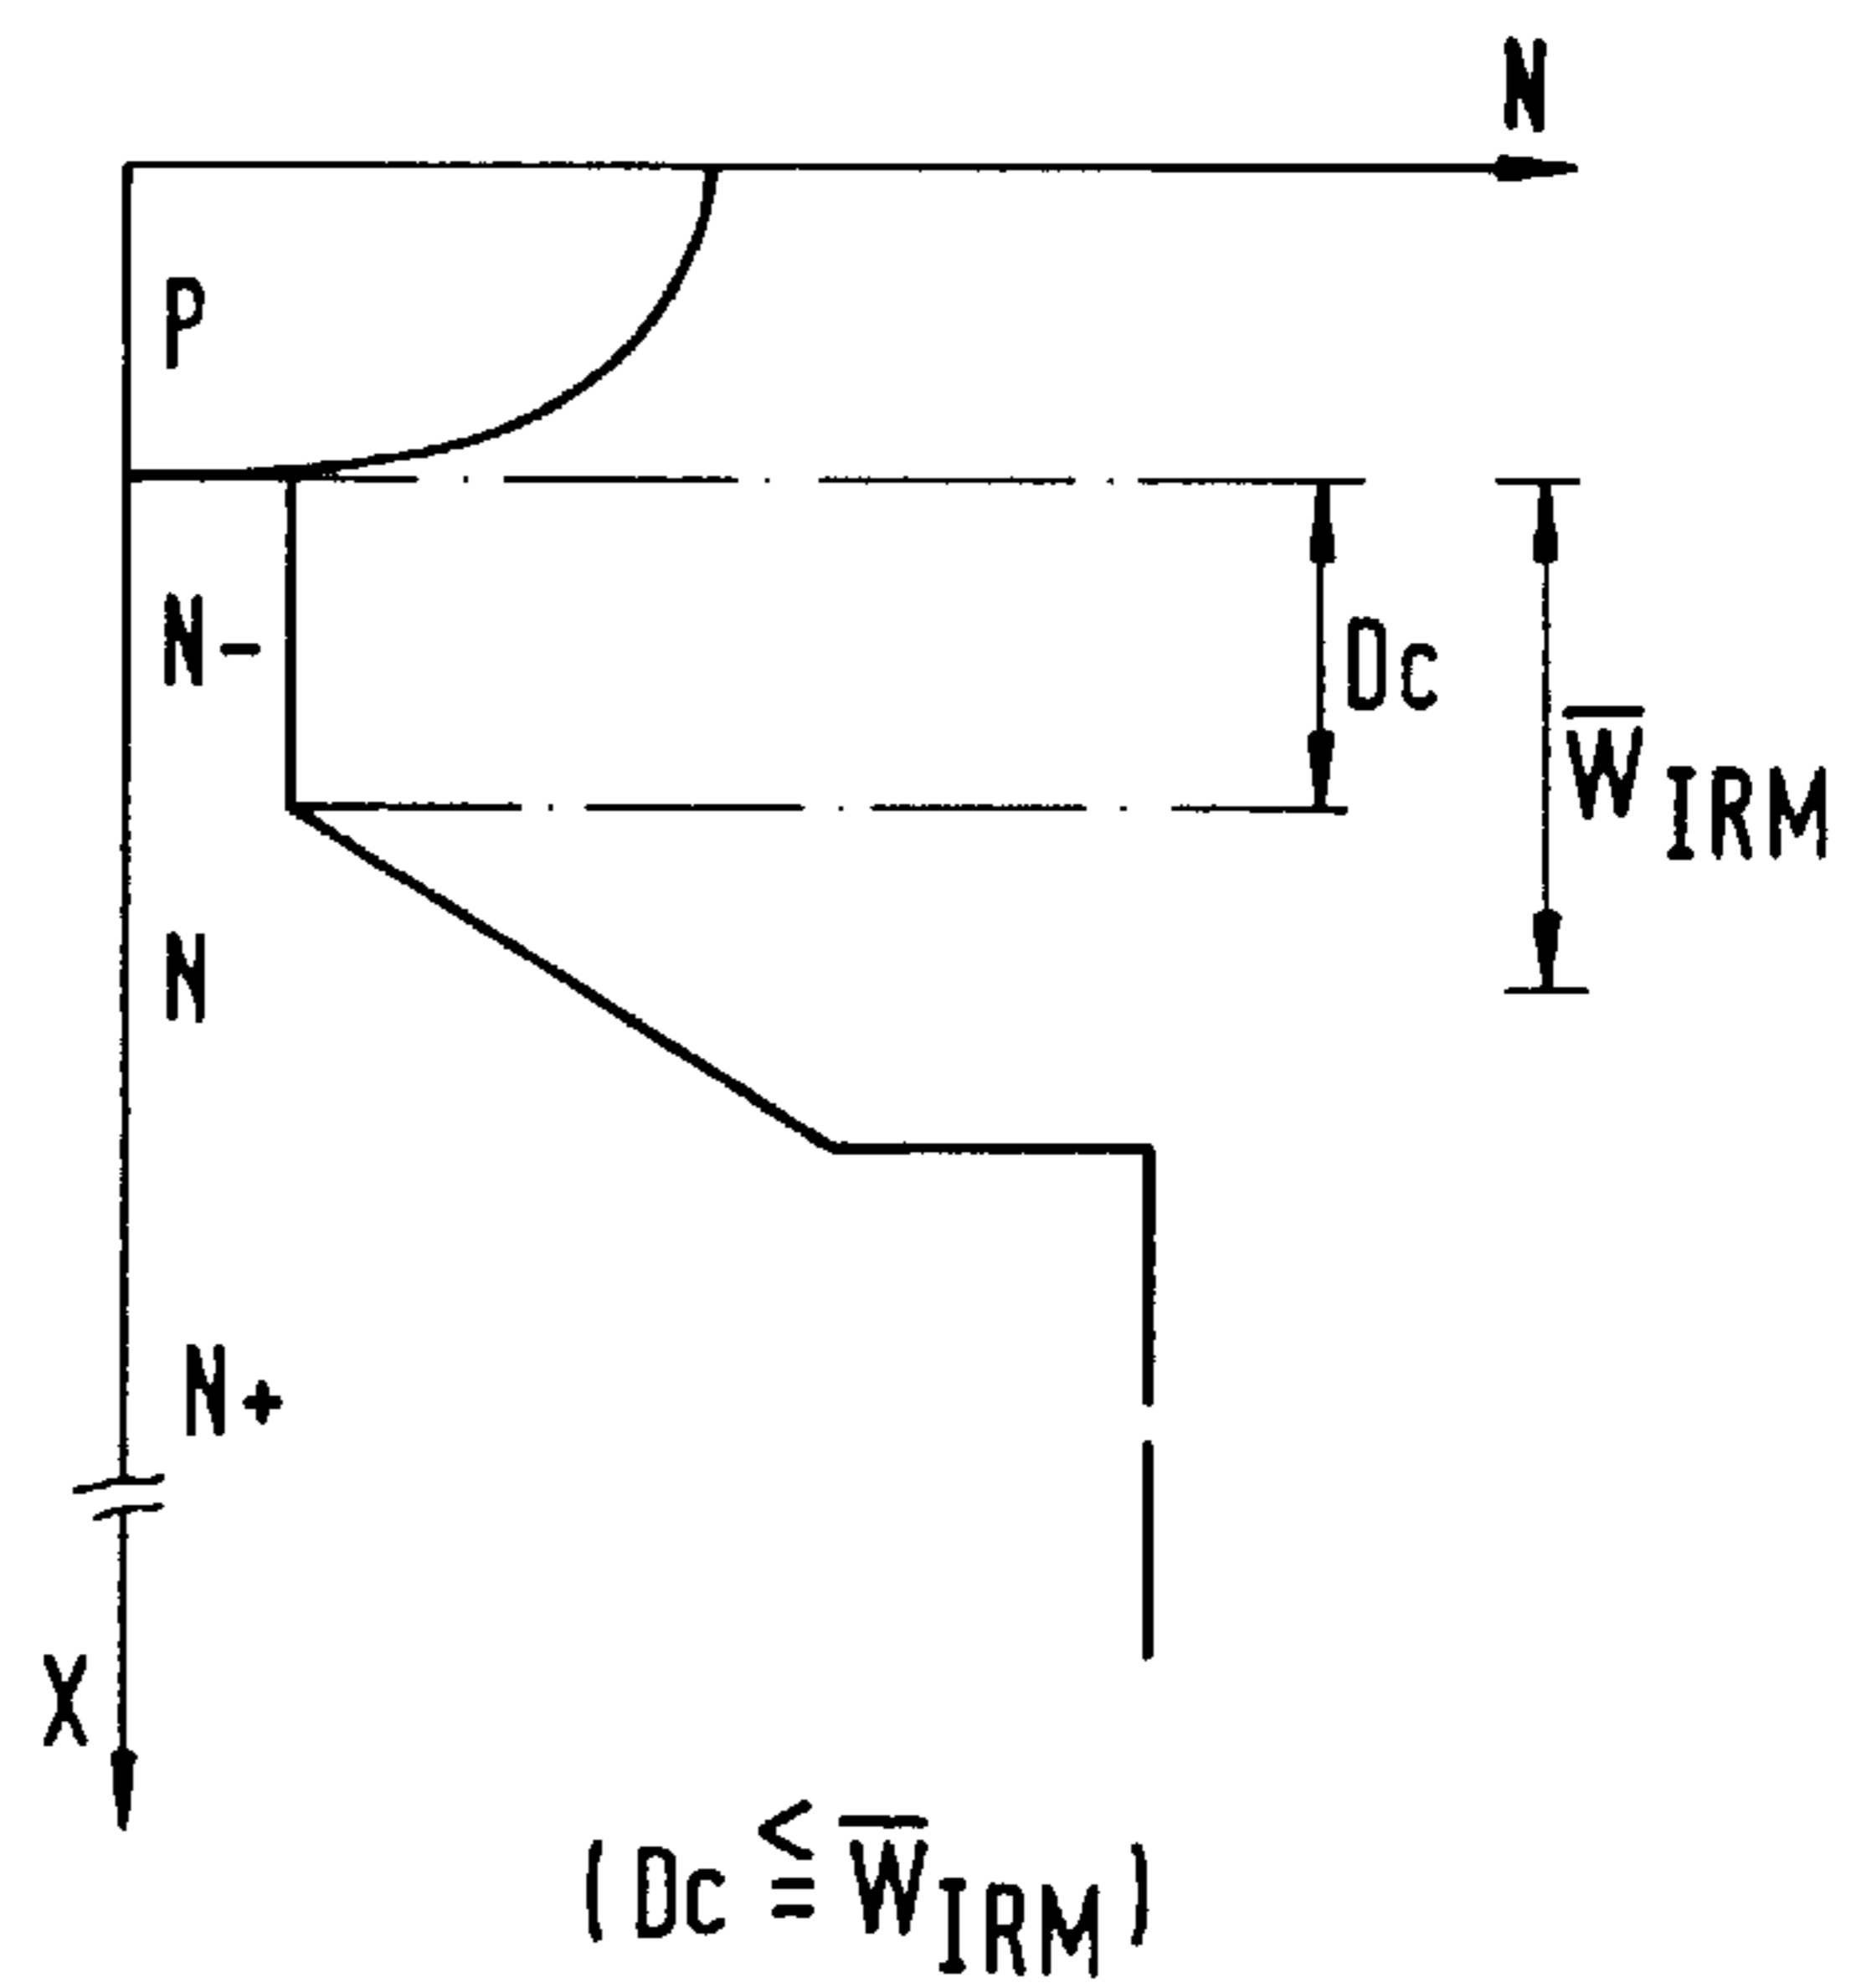 N
P
N-
Dc
W̅IRM
N
N+
X
(Dc ≦ W̅IRM)